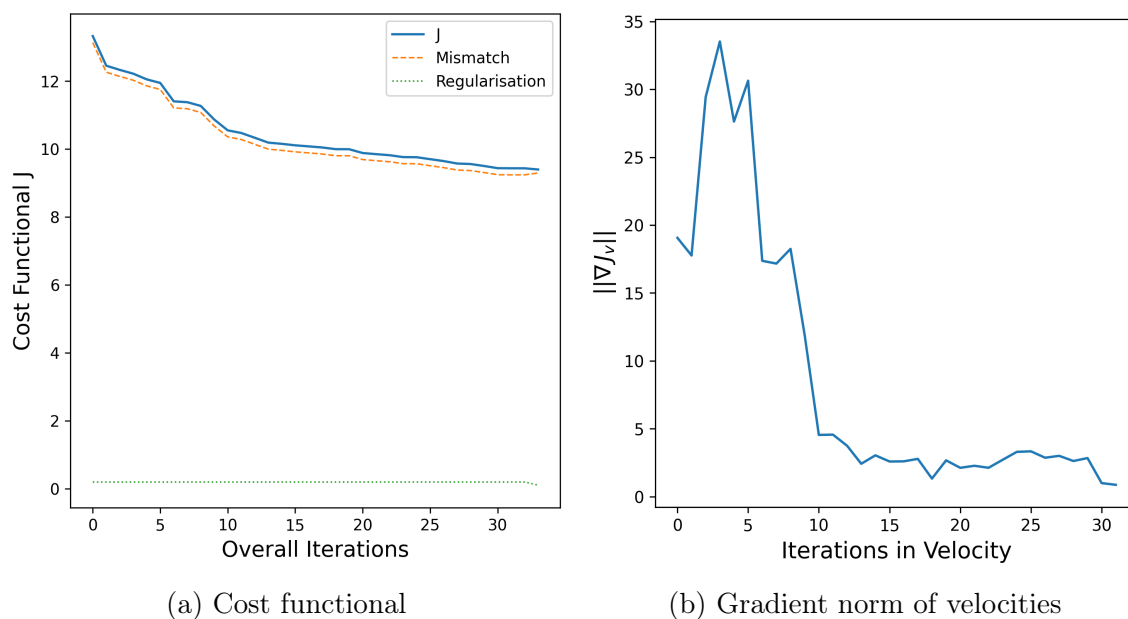 J
Mismatch
Regularisation
12
10
8
6
4
2
0
Cost Functional J
0 5 10 15 20 25 30
Overall Iterations
(a) Cost functional
35
30
25
20
15
10
5
0
||∇J_v||
0 5 10 15 20 25 30
Iterations in Velocity
(b) Gradient norm of velocities